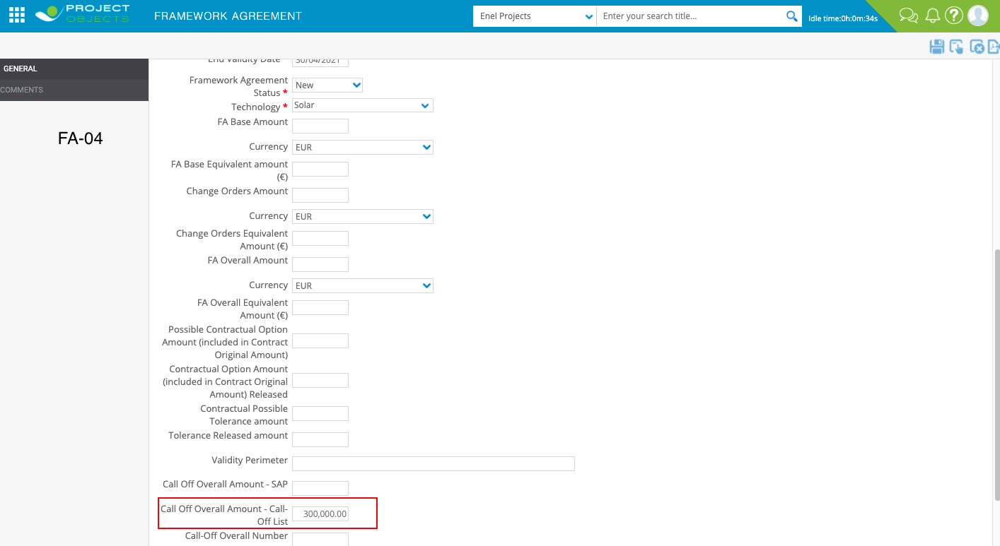 PROJECT
OBJECTS
FRAMEWORK AGREEMENT
Enel Projects
Enter your search title...
Idle time:0h:0m:34s
GENERAL
COMMENTS
FA-04
End Validity Date
30/04/2021
Framework Agreement
Status *
New
Technology *
Solar
FA Base Amount
Currency
EUR
FA Base Equivalent amount
(€)
Change Orders Amount
Currency
EUR
Change Orders Equivalent
Amount (€)
FA Overall Amount
Currency
EUR
FA Overall Equivalent
Amount (€)
Possible Contractual Option
Amount (included in Contract
Original Amount)
Contractual Option Amount
(included in Contract Original
Amount) Released
Contractual Possible
Tolerance amount
Tolerance Released amount
Validity Perimeter
Call Off Overall Amount - SAP
Call Off Overall Amount - Call-
Off List
300,000.00
Call-Off Overall Number